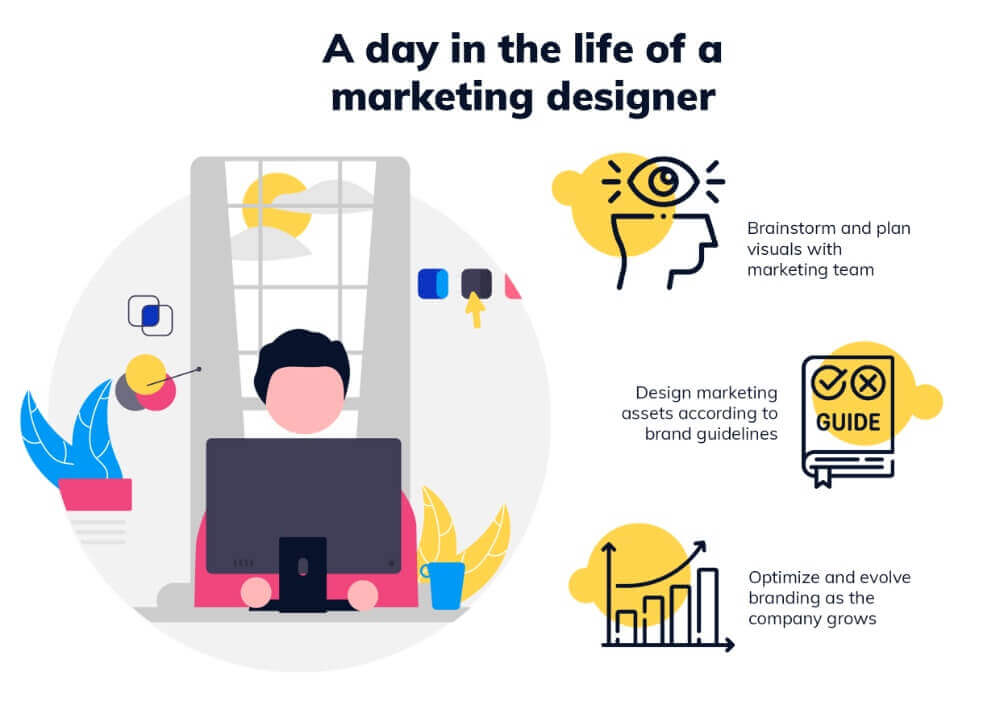 A day in the life of a
marketing designer
Brainstorm and plan
visuals with
marketing team
Design marketing
assets according to
brand guidelines
GUIDE
Optimize and evolve
branding as the
company grows